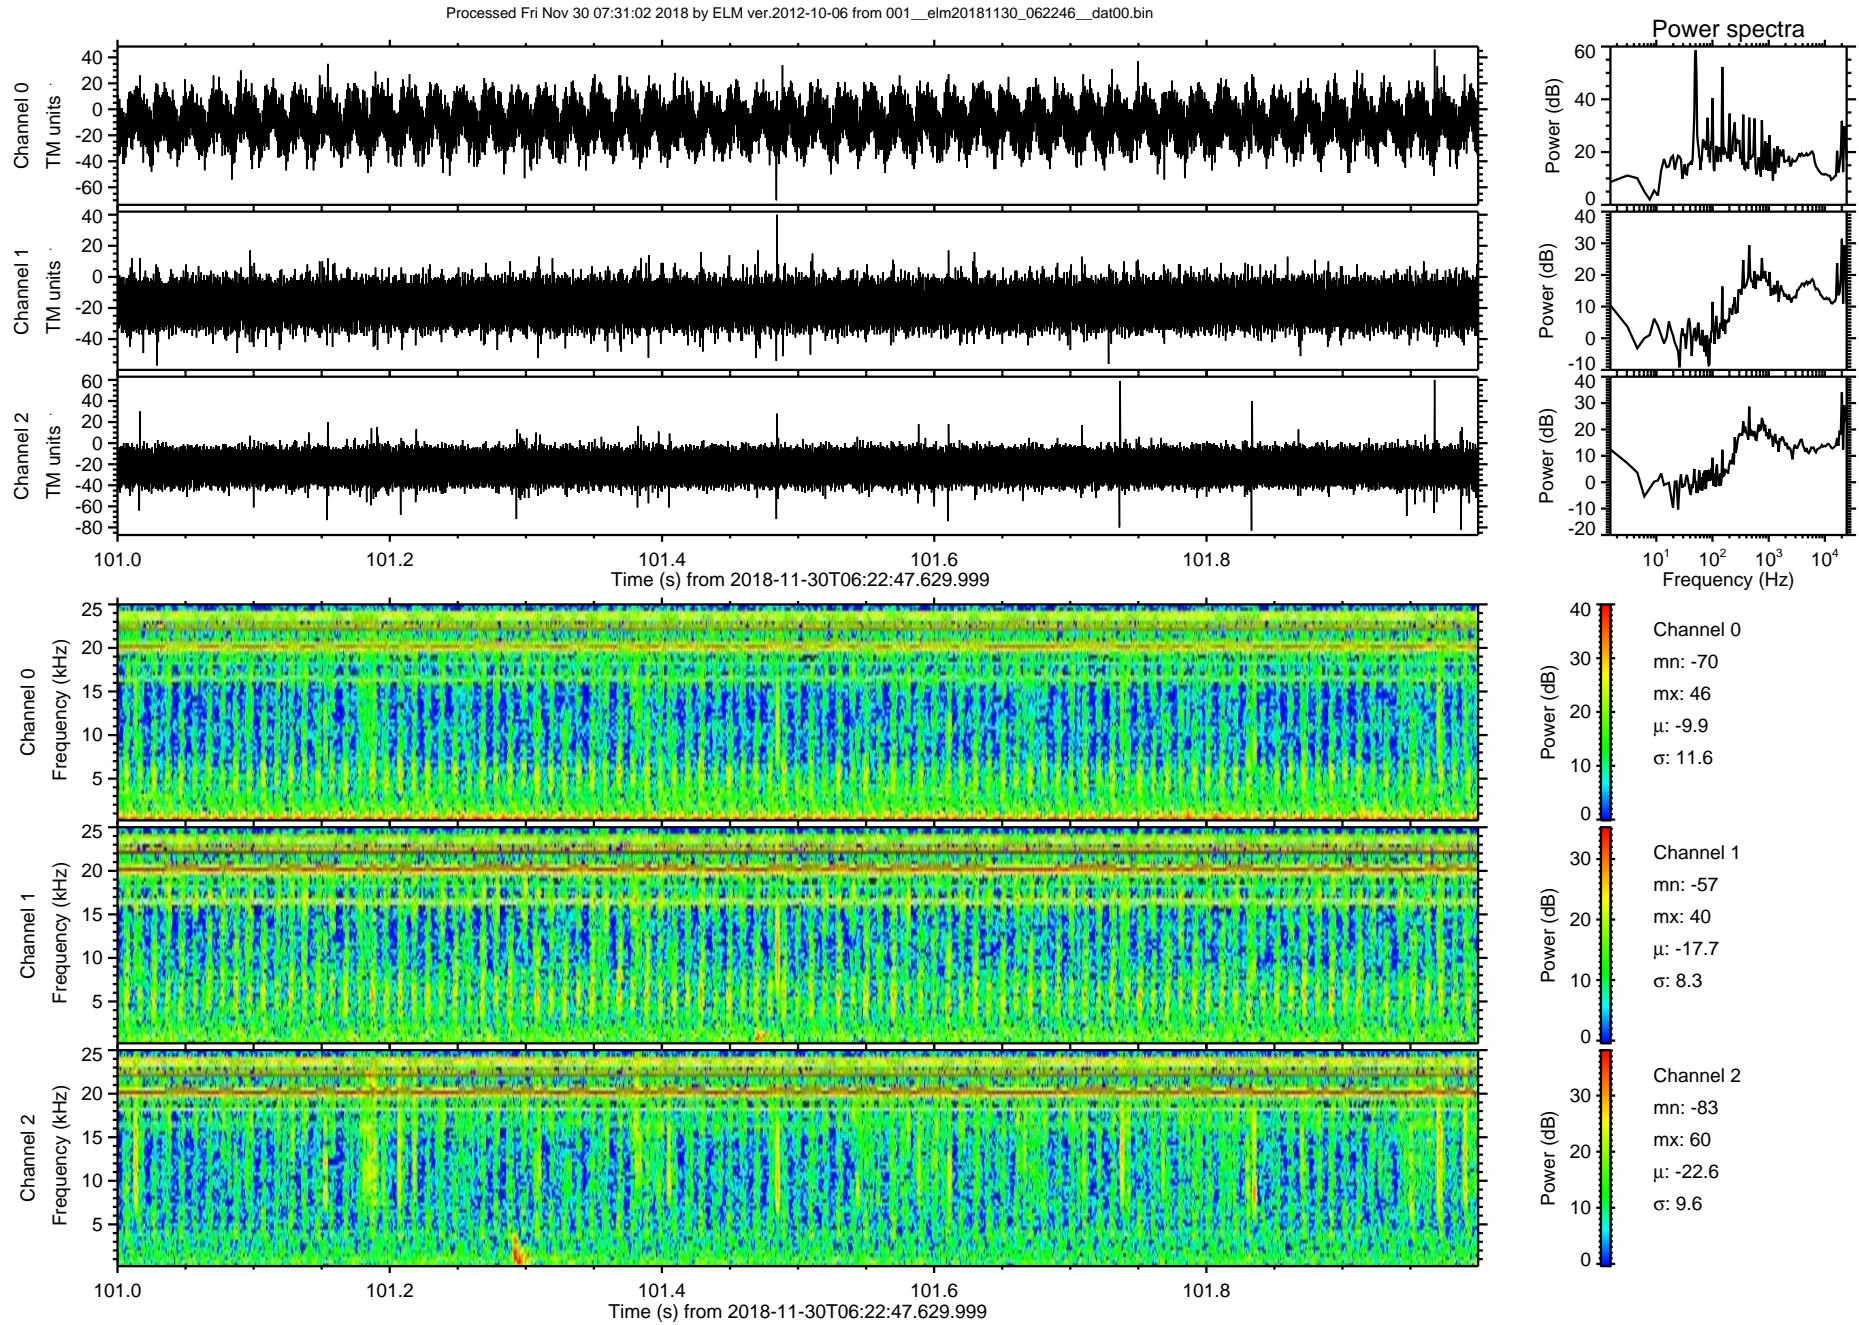 Processed Fri Nov 30 07:31:02 2018 by ELM ver.2012-10-06 from 001__elm20181130_062246__dat00.bin
Power spectra
Channel 0
TM units
40
20
0
-20
-40
-60
Power (dB)
60
40
20
0
Channel 1
TM units
40
20
0
-20
-40
Power (dB)
40
30
20
10
0
-10
Channel 2
TM units
60
40
20
0
-20
-40
-60
-80
Power (dB)
40
30
20
10
0
-10
-20
101.0 101.2 101.4 101.6 101.8
Time (s) from 2018-11-30T06:22:47.629.999
10¹ 10² 10³ 10⁴
Frequency (Hz)
Channel 0
Frequency (kHz)
25
20
15
10
5
Power (dB)
40
30
20
10
0
Channel 0
mn: -70
mx: 46
µ: -9.9
σ: 11.6
Channel 1
Frequency (kHz)
25
20
15
10
5
Power (dB)
30
20
10
0
Channel 1
mn: -57
mx: 40
µ: -17.7
σ: 8.3
Channel 2
Frequency (kHz)
25
20
15
10
5
Power (dB)
30
20
10
0
Channel 2
mn: -83
mx: 60
µ: -22.6
σ: 9.6
101.0 101.2 101.4 101.6 101.8
Time (s) from 2018-11-30T06:22:47.629.999